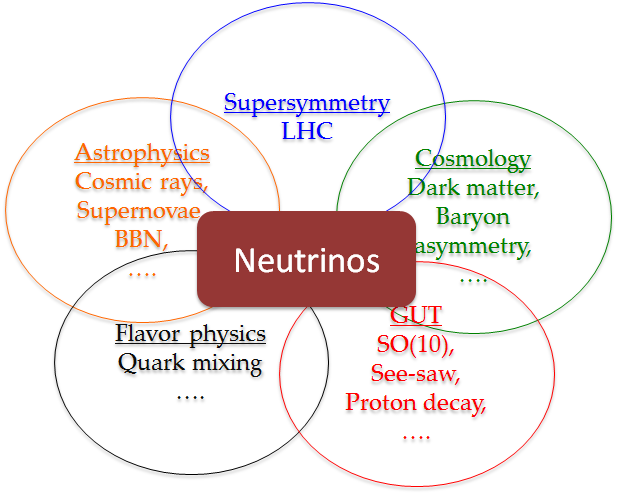 Supersymmetry
LHC
Astrophysics
Cosmic rays,
Supernovae
BBN,
....
Cosmology
Dark matter,
Baryon
asymmetry,
....
Neutrinos
Flavor physics
Quark mixing
....
GUT
SO(10),
See-saw,
Proton decay,
....